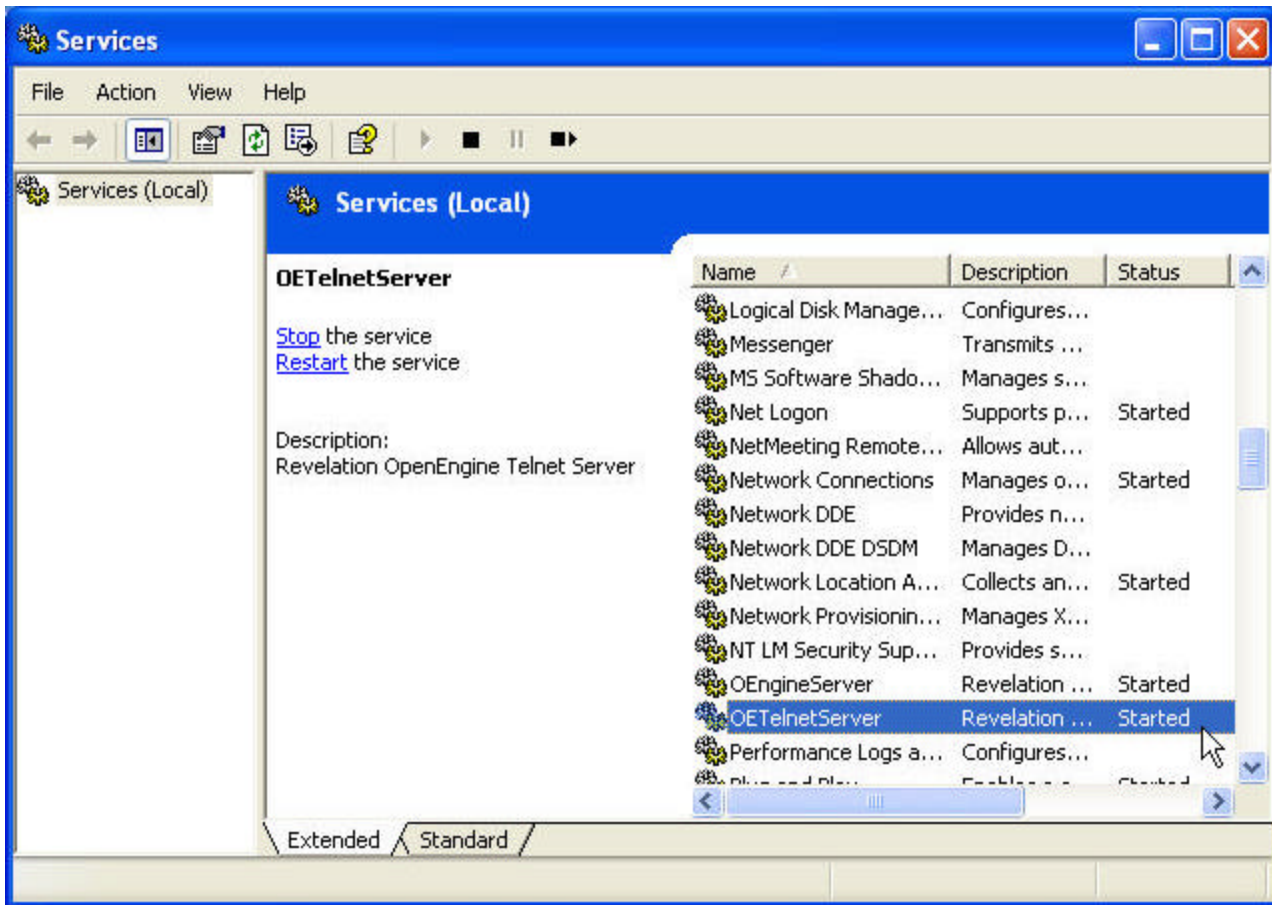 Services
File Action View Help
Services (Local)
Services (Local)
OETelnetServer
Stop the service
Restart the service
Description:
Revelation OpenEngine Telnet Server
Name Description Status
Logical Disk Manage... Configures...
Messenger Transmits ...
MS Software Shado... Manages s...
Net Logon Supports p... Started
NetMeeting Remote... Allows aut...
Network Connections Manages o... Started
Network DDE Provides n...
Network DDE DSDM Manages D...
Network Location A... Collects an... Started
Network Provisionin... Manages X...
NT LM Security Sup... Provides s...
OEngineServer Revelation ... Started
OETelnetServer Revelation ... Started
Performance Logs a... Configures...
Plug and Play Started
Extended Standard